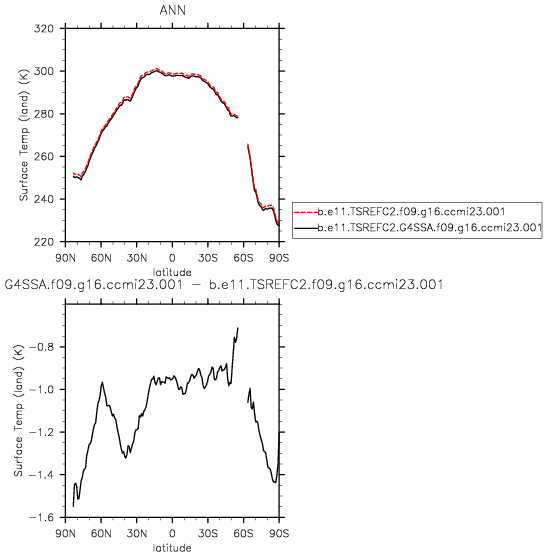 ANN
320
300
280
260
240
220
Surface Temp (land) (K)
90N 60N 30N 0 30S 60S 90S
latitude
b.e11.TSREFC2.f09.g16.ccmi23.001
b.e11.TSREFC2.G4SSA.f09.g16.ccmi23.001
G4SSA.f09.g16.ccmi23.001 − b.e11.TSREFC2.f09.g16.ccmi23.001
−0.8
−1.0
−1.2
−1.4
−1.6
Surface Temp (land) (K)
90N 60N 30N 0 30S 60S 90S
latitude